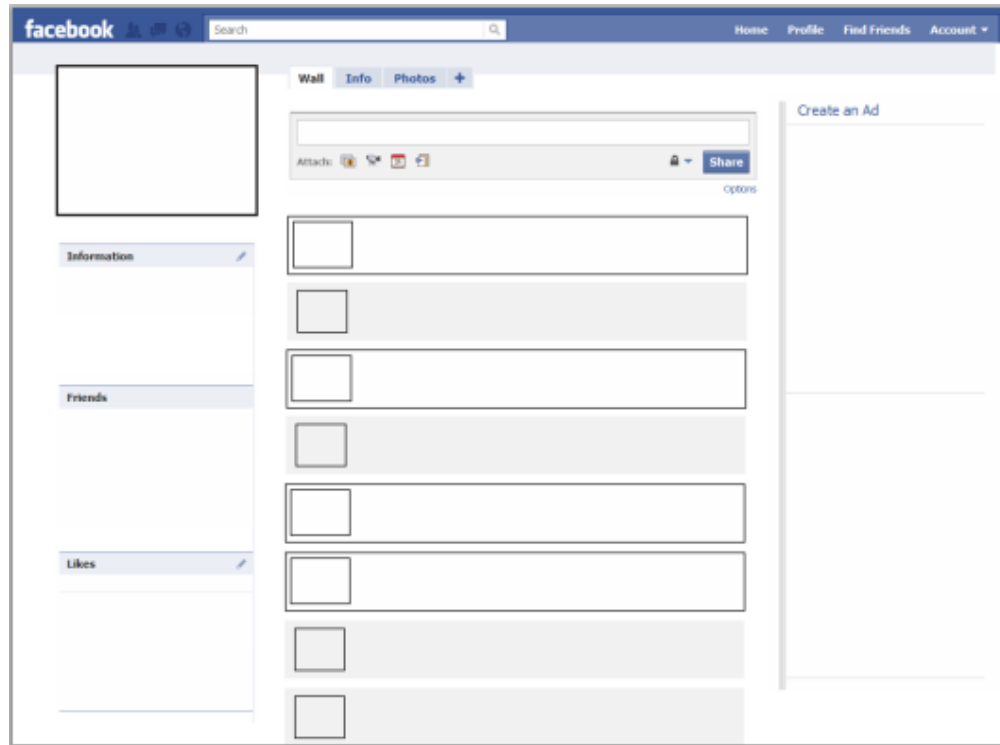 facebook Search Home Profile Find Friends Account
Wall Info Photos +
Create an Ad
Attach: Share
Options
Information
Friends
Likes